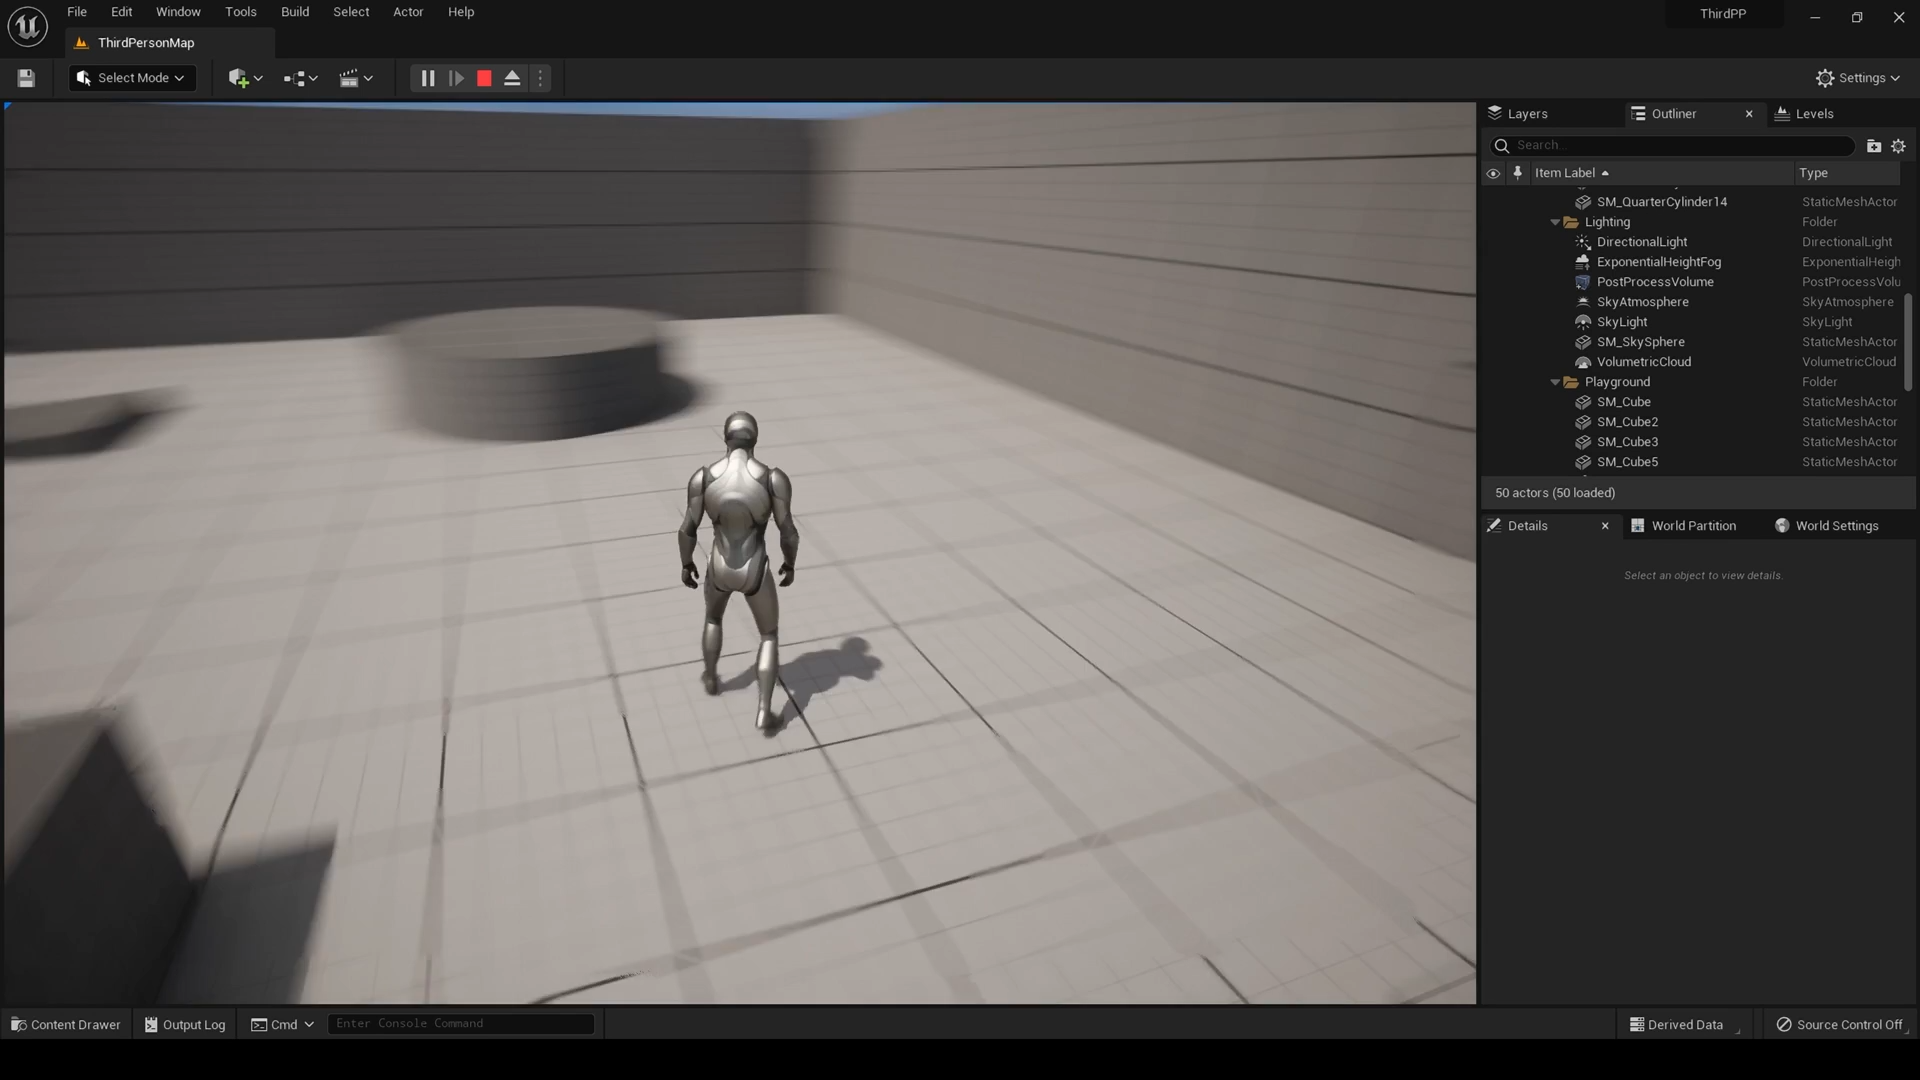 File Edit Window Tools Build Select Actor Help
ThirdPP
ThirdPersonMap
Select Mode
Settings
Layers
Outliner
Levels
Search...
Item Label
Type
SM_QuarterCylinder14 StaticMeshActor
Lighting Folder
DirectionalLight DirectionalLight
ExponentialHeightFog ExponentialHeigh
PostProcessVolume PostProcessVolu
SkyAtmosphere SkyAtmosphere
SkyLight SkyLight
SM_SkySphere StaticMeshActor
VolumetricCloud VolumetricCloud
Playground Folder
SM_Cube StaticMeshActor
SM_Cube2 StaticMeshActor
SM_Cube3 StaticMeshActor
SM_Cube5 StaticMeshActor
50 actors (50 loaded)
Details
World Partition
World Settings
Select an object to view details.
Content Drawer
Output Log
Cmd
Enter Console Command
Derived Data
Source Control Off